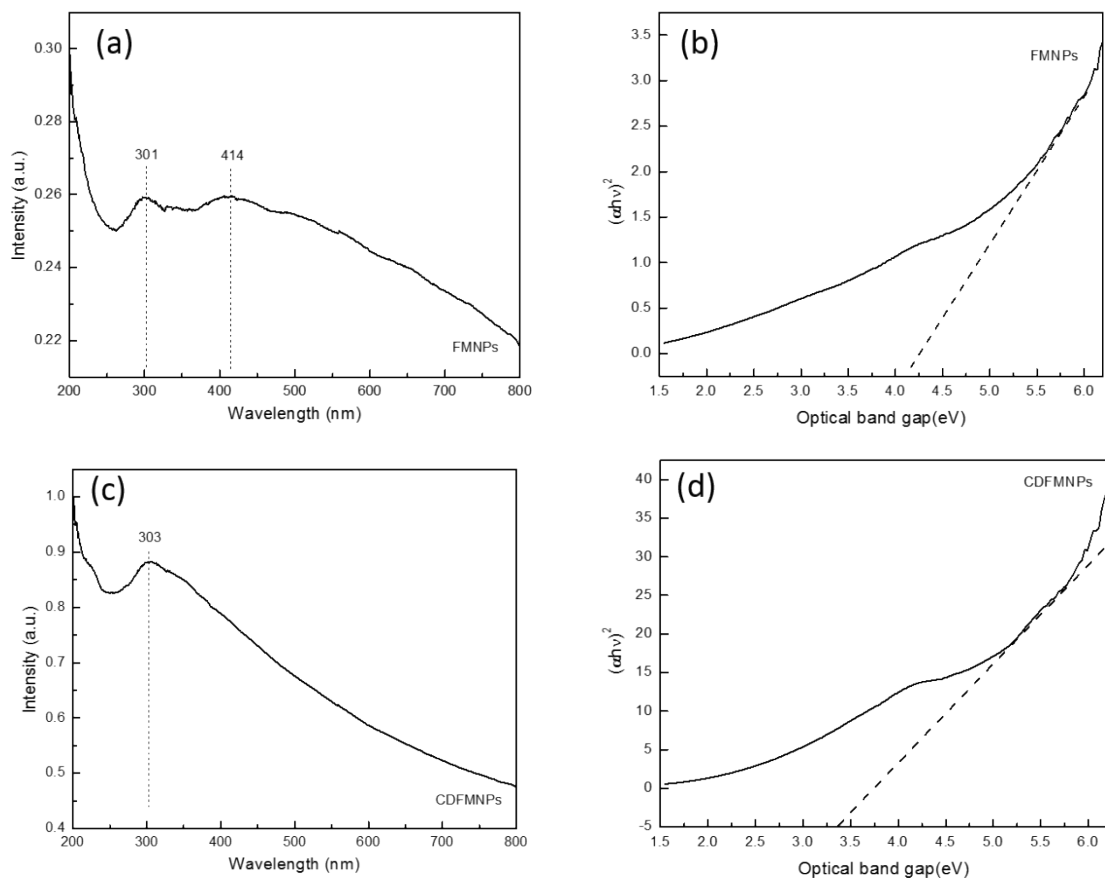 (a)
301
414
0.30
0.28
0.26
0.24
0.22
Intensity (a.u.)
FMNPs
200 300 400 500 600 700 800
Wavelength (nm)
(b)
FMNPs
3.5
3.0
2.5
2.0
1.5
1.0
0.5
0.0
(αhν)²
1.5 2.0 2.5 3.0 3.5 4.0 4.5 5.0 5.5 6.0
Optical band gap(eV)
(c)
303
1.0
0.9
0.8
0.7
0.6
0.5
0.4
Intensity (a.u.)
CDFMNPs
200 300 400 500 600 700 800
Wavelength (nm)
(d)
CDFMNPs
40
35
30
25
20
15
10
5
0
-5
(αhν)²
1.5 2.0 2.5 3.0 3.5 4.0 4.5 5.0 5.5 6.0
Optical band gap(eV)